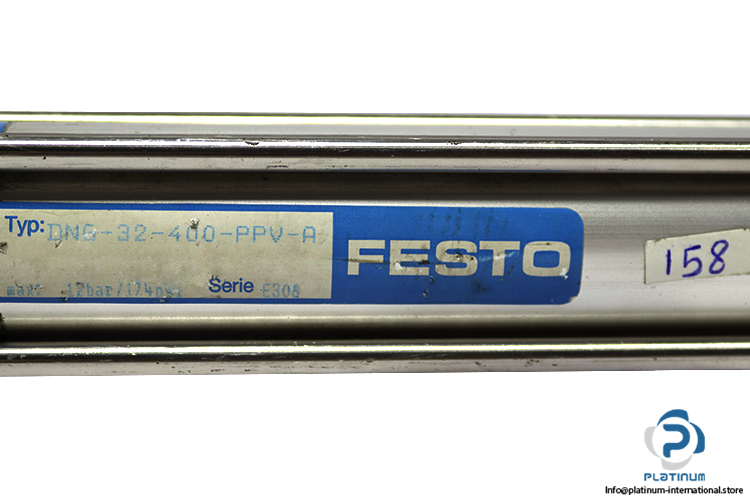 Typ: DNG-32-400-PPV-A
max. 12bar/174psi Serie E308
FESTO
158
P
PLATINUM
Info@platinum-international.store